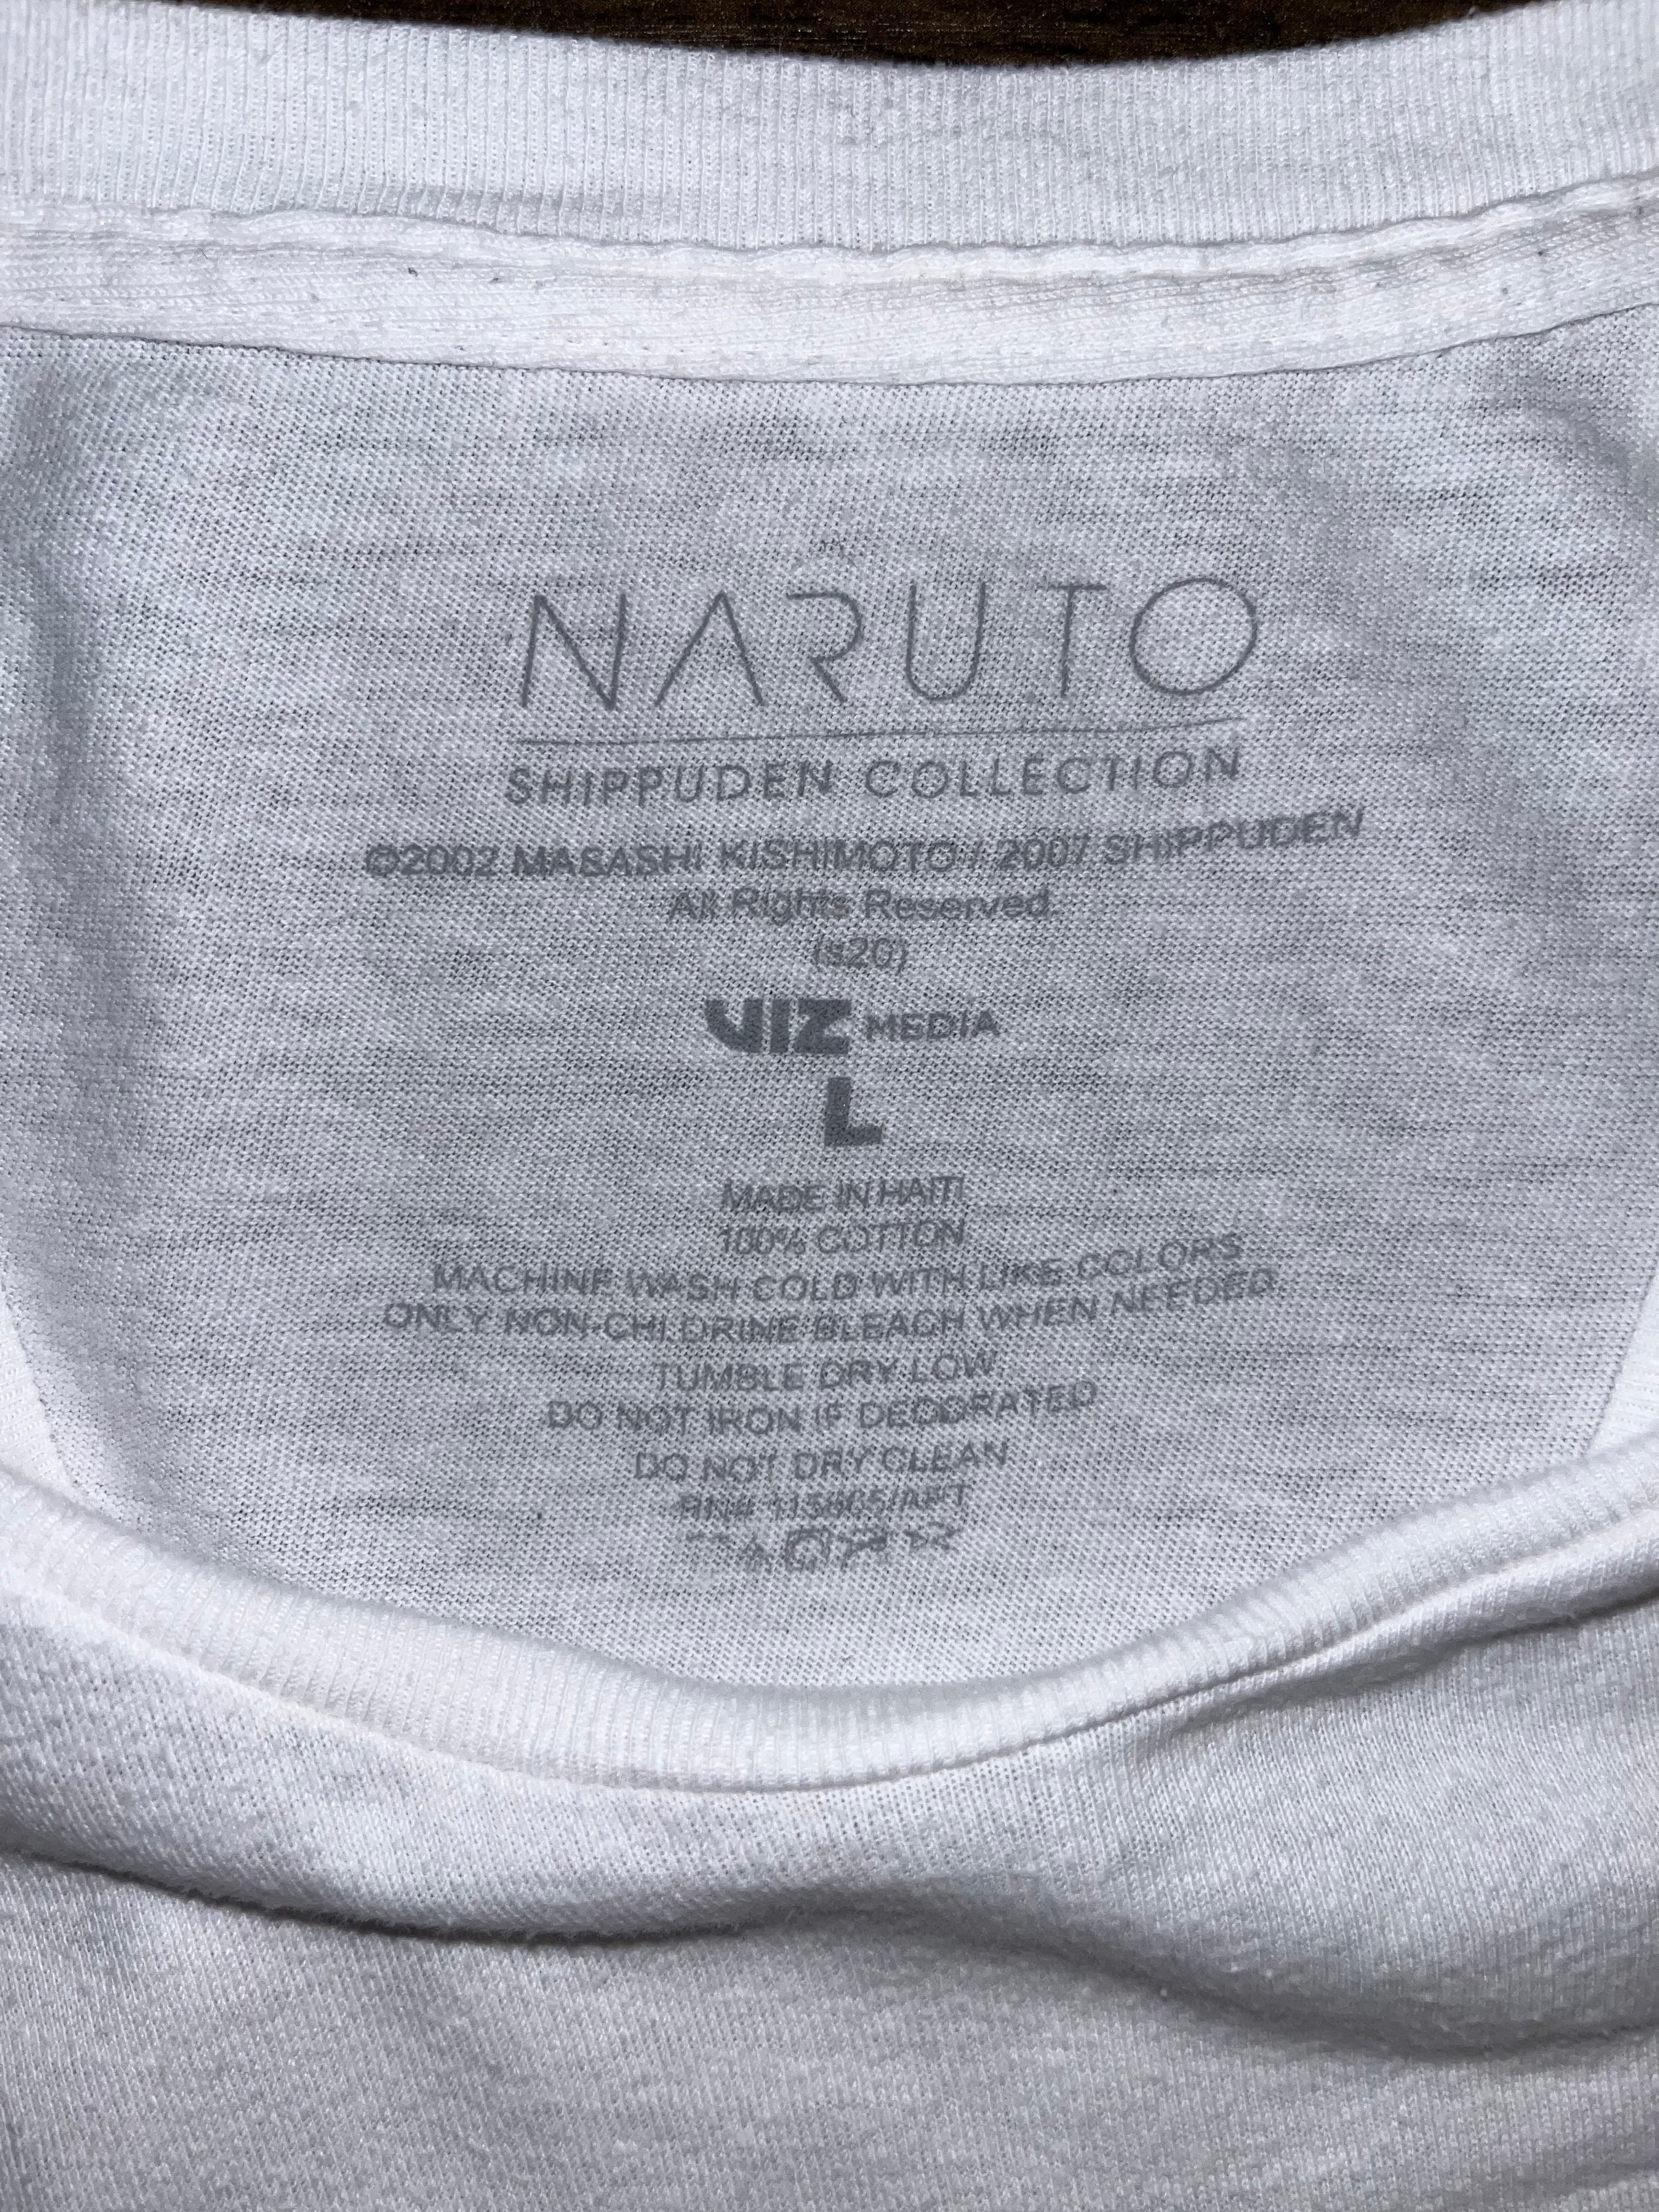 NARUTO
SHIPPUDEN COLLECTION
©2002 MASASHI KISHIMOTO / 2007 SHIPPUDEN
All Rights Reserved.
(s20)
VIZ MEDIA
L
MADE IN HAITI
100% COTTON
MACHINE WASH COLD WITH LIKE COLORS
ONLY NON-CHLORINE BLEACH WHEN NEEDED.
TUMBLE DRY LOW.
DO NOT IRON IF DECORATED
DO NOT DRY CLEAN
RN#